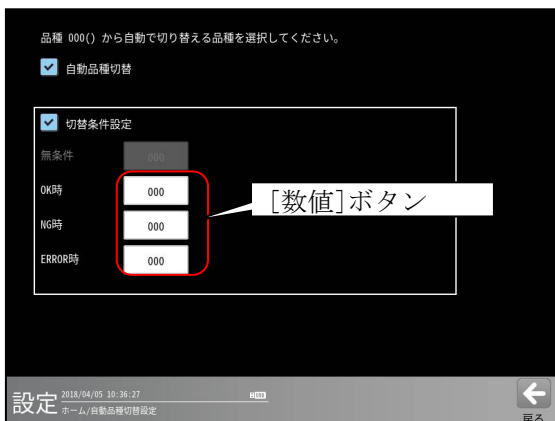 品種 000() から自動で切り替える品種を選択してください。
自動品種切替
切替条件設定
無条件 000
OK時 000
[数値]ボタン
NG時 000
ERROR時 000
設定 2018/04/05 10:36:27
ホーム/自動品種切替設定
戻る